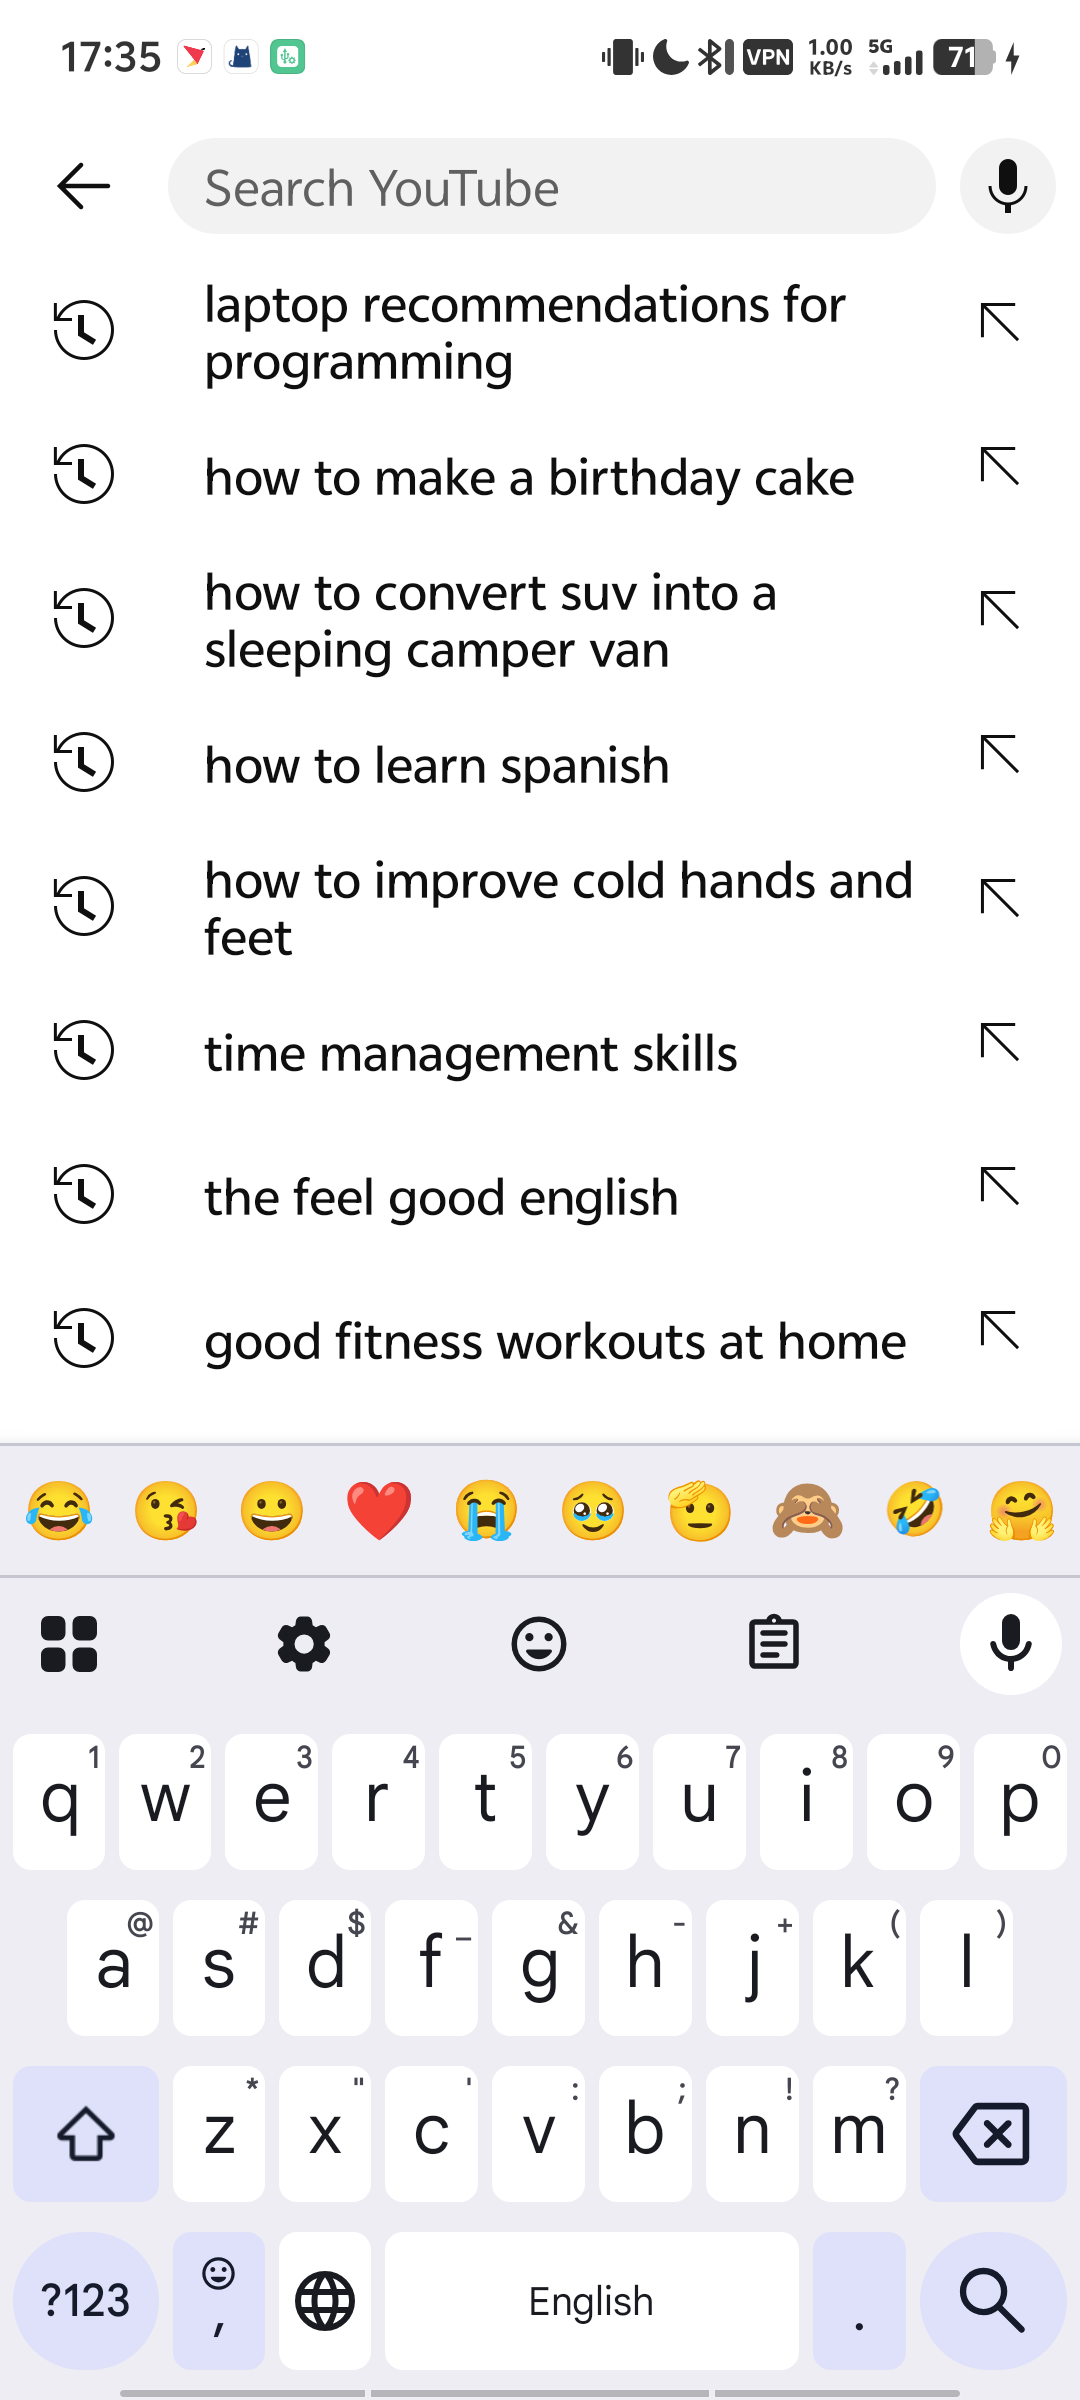 17:35
VPN 1.00 KB/s 5G 71
Search YouTube
laptop recommendations for
programming
how to make a birthday cake
how to convert suv into a
sleeping camper van
how to learn spanish
how to improve cold hands and
feet
time management skills
the feel good english
good fitness workouts at home
1 2 3 4 5 6 7 8 9 0
q w e r t y u i o p
@ # $ _ & - + ( )
a s d f g h j k l
* " ' : ; ! ?
z x c v b n m
?123 , English .